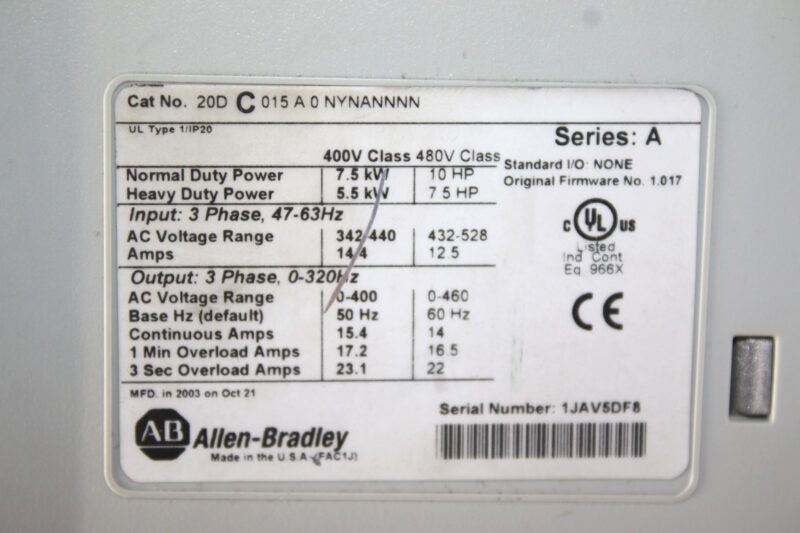 Cat No. 20D C 015 A 0 NYNANNNN
UL Type 1/IP20
Series: A
400V Class 480V Class
Standard I/O: NONE
Original Firmware No. 1.017
Normal Duty Power 7.5 kW 10 HP
Heavy Duty Power 5.5 kW 7 5 HP
Input: 3 Phase, 47-63Hz
AC Voltage Range 342-440 432-528
Amps 14.4 12.5
C UL US
Listed
Ind Cont
Eq. 966X
Output: 3 Phase, 0-320Hz
AC Voltage Range 0-400 0-460
Base Hz (default) 50 Hz 60 Hz
Continuous Amps 15.4 14
1 Min Overload Amps 17.2 16.5
3 Sec Overload Amps 23.1 22
CE
MFD. in 2003 on Oct 21
Serial Number: 1JAV5DF8
AB Allen-Bradley
Made in the U.S.A. (FAC1J)